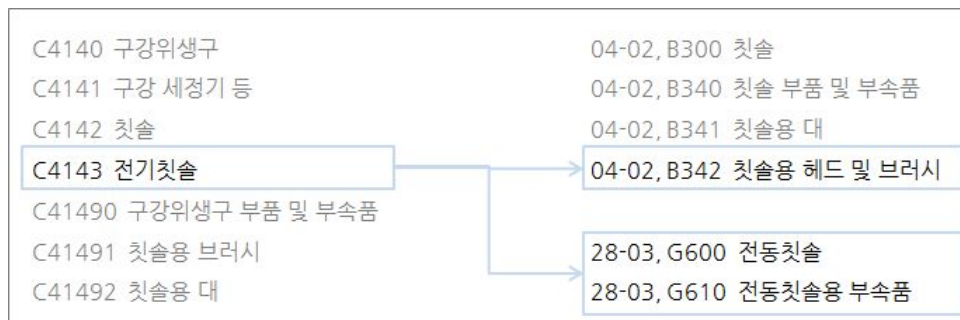 C4140 구강위생구
C4141 구강 세정기 등
C4142 칫솔
C4143 전기칫솔
C41490 구강위생구 부품 및 부속품
C41491 칫솔용 브러시
C41492 칫솔용 대
04-02, B300 칫솔
04-02, B340 칫솔 부품 및 부속품
04-02, B341 칫솔용 대
04-02, B342 칫솔용 헤드 및 브러시
28-03, G600 전동칫솔
28-03, G610 전동칫솔용 부속품